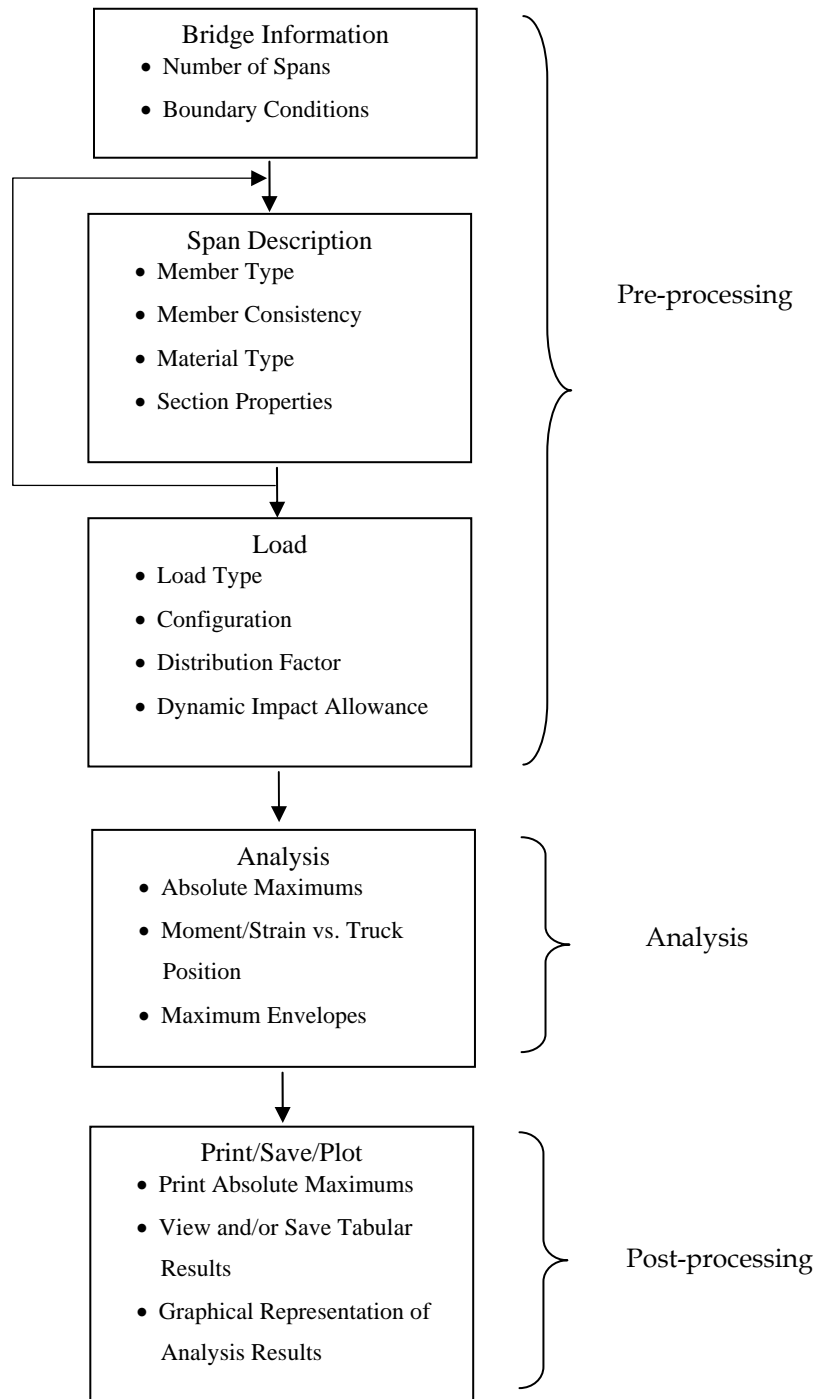 Bridge Information
• Number of Spans
• Boundary Conditions
Span Description
• Member Type
• Member Consistency
• Material Type
• Section Properties
Pre-processing
Load
• Load Type
• Configuration
• Distribution Factor
• Dynamic Impact Allowance
Analysis
• Absolute Maximums
• Moment/Strain vs. Truck
Position
• Maximum Envelopes
Analysis
Print/Save/Plot
• Print Absolute Maximums
• View and/or Save Tabular
Results
• Graphical Representation of
Analysis Results
Post-processing